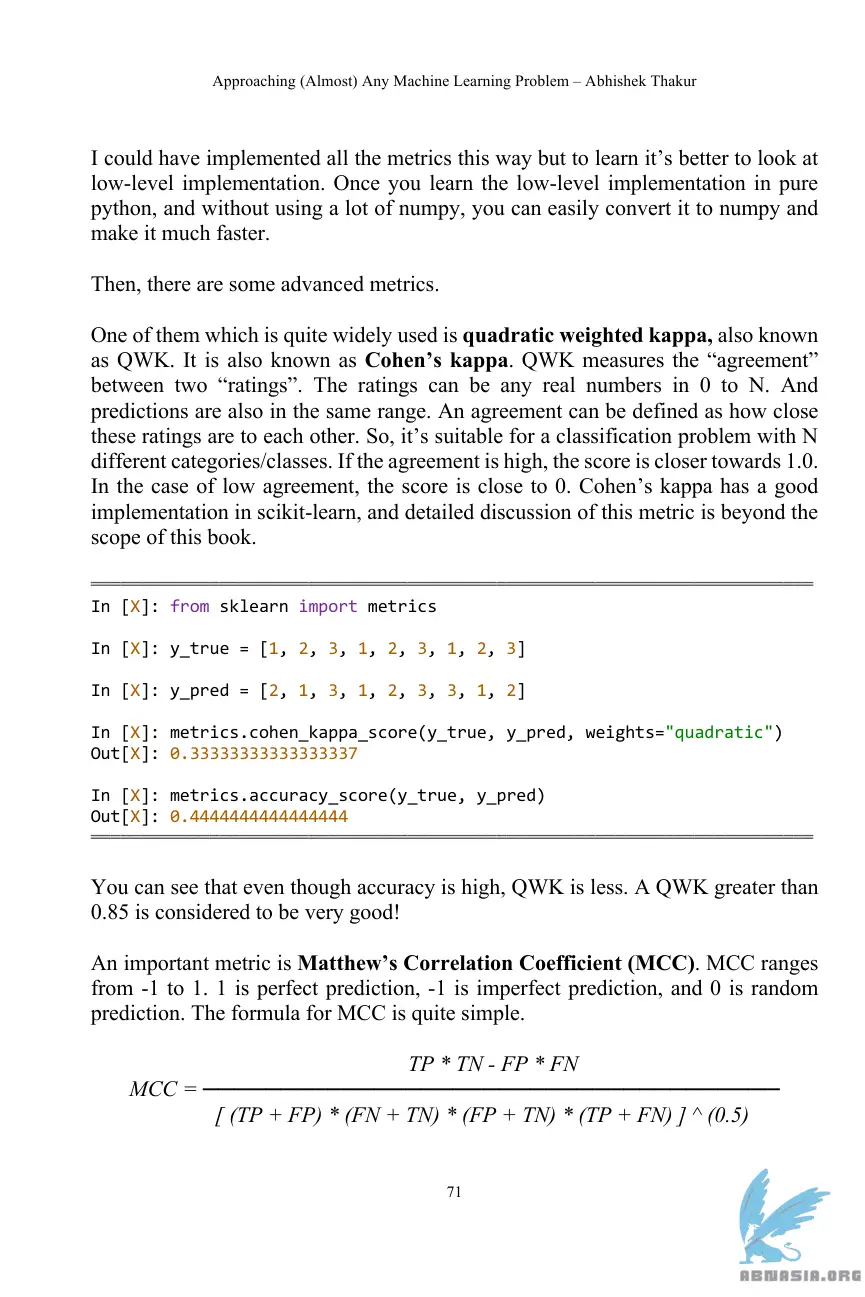 Approaching (Almost) Any Machine Learning Problem – Abhishek Thakur
I could have implemented all the metrics this way but to learn it’s better to look at
low-level implementation. Once you learn the low-level implementation in pure
python, and without using a lot of numpy, you can easily convert it to numpy and
make it much faster.
Then, there are some advanced metrics.
One of them which is quite widely used is quadratic weighted kappa, also known
as QWK. It is also known as Cohen’s kappa. QWK measures the “agreement”
between two “ratings”. The ratings can be any real numbers in 0 to N. And
predictions are also in the same range. An agreement can be defined as how close
these ratings are to each other. So, it’s suitable for a classification problem with N
different categories/classes. If the agreement is high, the score is closer towards 1.0.
In the case of low agreement, the score is close to 0. Cohen’s kappa has a good
implementation in scikit-learn, and detailed discussion of this metric is beyond the
scope of this book.
In [X]: from sklearn import metrics
In [X]: y_true = [1, 2, 3, 1, 2, 3, 1, 2, 3]
In [X]: y_pred = [2, 1, 3, 1, 2, 3, 3, 1, 2]
In [X]: metrics.cohen_kappa_score(y_true, y_pred, weights="quadratic")
Out[X]: 0.33333333333333337
In [X]: metrics.accuracy_score(y_true, y_pred)
Out[X]: 0.4444444444444444
You can see that even though accuracy is high, QWK is less. A QWK greater than
0.85 is considered to be very good!
An important metric is Matthew’s Correlation Coefficient (MCC). MCC ranges
from -1 to 1. 1 is perfect prediction, -1 is imperfect prediction, and 0 is random
prediction. The formula for MCC is quite simple.
TP * TN - FP * FN
MCC =
[ (TP + FP) * (FN + TN) * (FP + TN) * (TP + FN) ] ^ (0.5)
71
ABNASIA.ORG